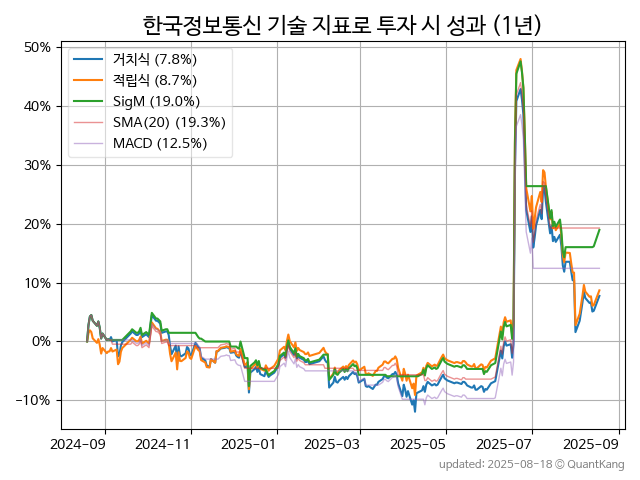 한국정보통신 기술 지표로 투자 시 성과 (1년)
50%
40%
30%
20%
10%
0%
−10%
거치식 (7.8%)
적립식 (8.7%)
SigM (19.0%)
SMA(20) (19.3%)
MACD (12.5%)
2024-09 2024-11 2025-01 2025-03 2025-05 2025-07 2025-09
updated: 2025-08-18 © QuantKang